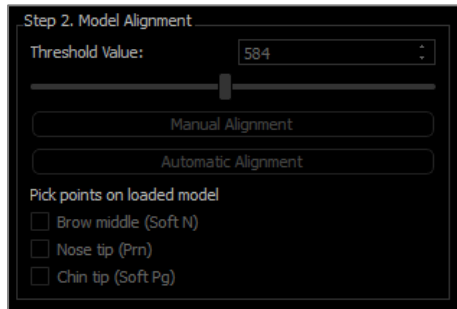 Step 2. Model Alignment
Threshold Value: 584
Manual Alignment
Automatic Alignment
Pick points on loaded model
Brow middle (Soft N)
Nose tip (Prn)
Chin tip (Soft Pg)